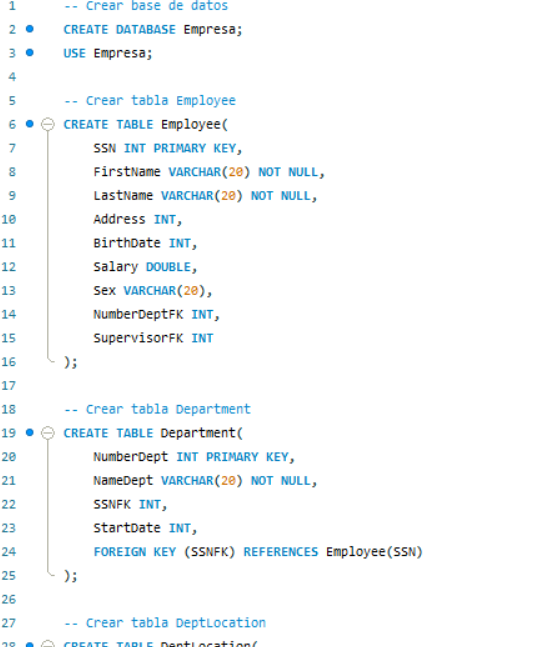 1 -- Crear base de datos
2 CREATE DATABASE Empresa;
3 USE Empresa;
4
5 -- Crear tabla Employee
6 CREATE TABLE Employee(
7 SSN INT PRIMARY KEY,
8 FirstName VARCHAR(20) NOT NULL,
9 LastName VARCHAR(20) NOT NULL,
10 Address INT,
11 BirthDate INT,
12 Salary DOUBLE,
13 Sex VARCHAR(20),
14 NumberDeptFK INT,
15 SupervisorFK INT
16 );
17
18 -- Crear tabla Department
19 CREATE TABLE Department(
20 NumberDept INT PRIMARY KEY,
21 NameDept VARCHAR(20) NOT NULL,
22 SSNFK INT,
23 StartDate INT,
24 FOREIGN KEY (SSNFK) REFERENCES Employee(SSN)
25 );
26
27 -- Crear tabla DeptLocation
28 CREATE TABLE DeptLocation(